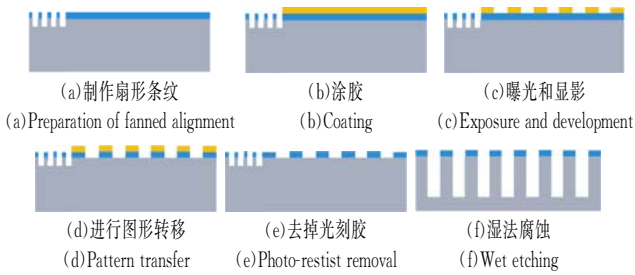 (a)制作扇形条纹
(a)Preparation of fanned alignment
(b)涂胶
(b)Coating
(c)曝光和显影
(c)Exposure and development
(d)进行图形转移
(d)Pattern transfer
(e)去掉光刻胶
(e)Photo-restist removal
(f)湿法腐蚀
(f)Wet etching